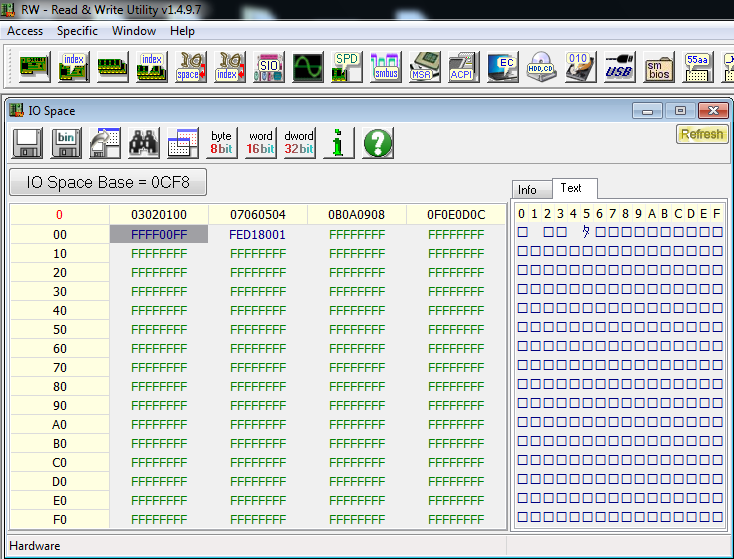 RW - Read & Write Utility v1.4.9.7
Access Specific Window Help
index index IO space IO index SIO SPD smbus MSR ACPI EC HDD,CD 010 USB sm bios 55aa
IO Space
bin byte 8bit word 16bit dword 32bit Refresh
IO Space Base = 0CF8
Info Text
0 03020100 07060504 0B0A0908 0F0E0D0C 0 1 2 3 4 5 6 7 8 9 A B C D E F
00 FFFF00FF FED18001 FFFFFFFF FFFFFFFF
10 FFFFFFFF FFFFFFFF FFFFFFFF FFFFFFFF
20 FFFFFFFF FFFFFFFF FFFFFFFF FFFFFFFF
30 FFFFFFFF FFFFFFFF FFFFFFFF FFFFFFFF
40 FFFFFFFF FFFFFFFF FFFFFFFF FFFFFFFF
50 FFFFFFFF FFFFFFFF FFFFFFFF FFFFFFFF
60 FFFFFFFF FFFFFFFF FFFFFFFF FFFFFFFF
70 FFFFFFFF FFFFFFFF FFFFFFFF FFFFFFFF
80 FFFFFFFF FFFFFFFF FFFFFFFF FFFFFFFF
90 FFFFFFFF FFFFFFFF FFFFFFFF FFFFFFFF
A0 FFFFFFFF FFFFFFFF FFFFFFFF FFFFFFFF
B0 FFFFFFFF FFFFFFFF FFFFFFFF FFFFFFFF
C0 FFFFFFFF FFFFFFFF FFFFFFFF FFFFFFFF
D0 FFFFFFFF FFFFFFFF FFFFFFFF FFFFFFFF
E0 FFFFFFFF FFFFFFFF FFFFFFFF FFFFFFFF
F0 FFFFFFFF FFFFFFFF FFFFFFFF FFFFFFFF
Hardware